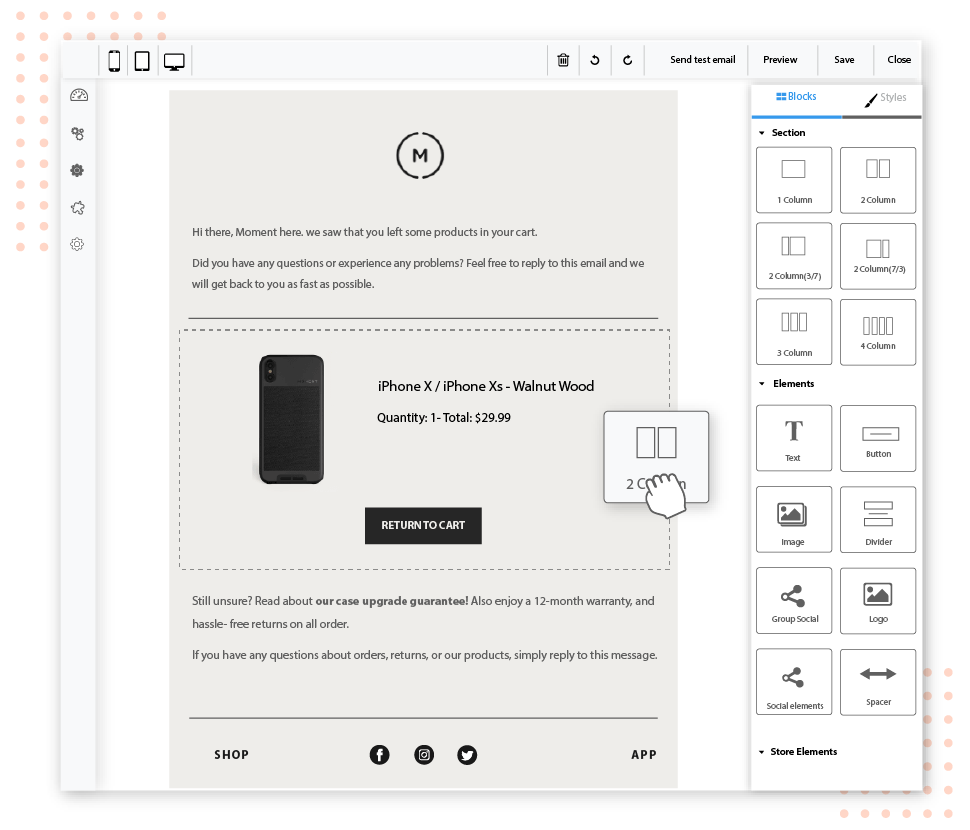 Send test email
Preview
Save
Close
M
Hi there, Moment here. we saw that you left some products in your cart.
Did you have any questions or experience any problems? Feel free to reply to this email and we
will get back to you as fast as possible.
iPhone X / iPhone Xs - Walnut Wood
Quantity: 1- Total: $29.99
RETURN TO CART
Still unsure? Read about our case upgrade guarantee! Also enjoy a 12-month warranty, and
hassle- free returns on all order.
If you have any questions about orders, returns, or our products, simply reply to this message.
SHOP
APP
Blocks
Styles
Section
1 Column
2 Column
2 Column(3/7)
2 Column(7/3)
3 Column
4 Column
Elements
Text
Button
Image
Divider
Group Social
Logo
Social elements
Spacer
Store Elements